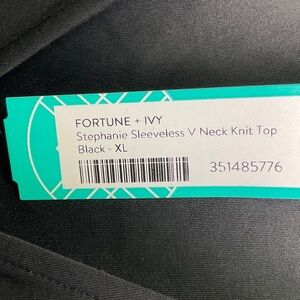 FORTUNE + IVY
Stephanie Sleeveless V Neck Knit Top
Black - XL
351485776